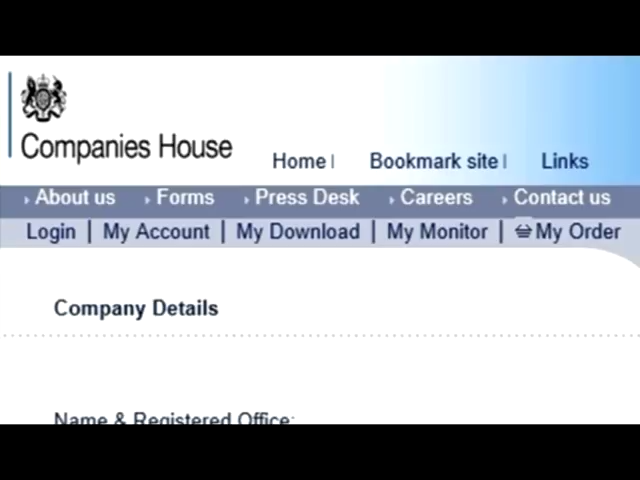 Companies House
Home | Bookmark site | Links
About us Forms Press Desk Careers Contact us
Login | My Account | My Download | My Monitor | My Order
Company Details
Name & Registered Office: